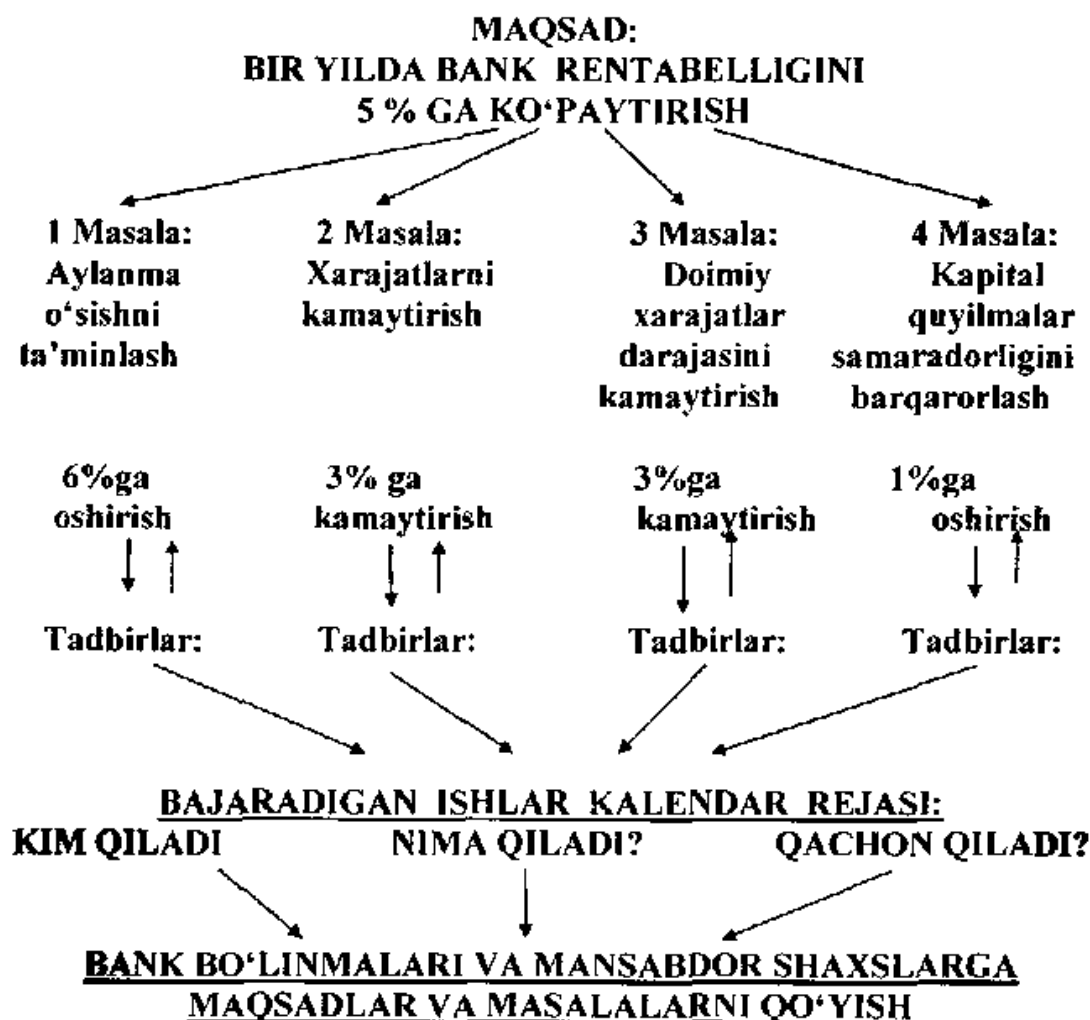 MAQSAD:
BIR YILDA BANK RENTABELLIGINI
5 % GA KO‘PAYTIRISH
1 Masala:
Aylanma
o‘sishni
ta’minlash
2 Masala:
Xarajatlarni
kamaytirish
3 Masala:
Doimiy
xarajatlar
darajasini
kamaytirish
4 Masala:
Kapital
quyilmalar
samaradorligini
barqarorlash
6%ga
oshirish
3% ga
kamaytirish
3%ga
kamaytirish
1%ga
oshirish
Tadbirlar:
Tadbirlar:
Tadbirlar:
Tadbirlar:
BAJARADIGAN ISHLAR KALENDAR REJASI:
KIM QILADI
NIMA QILADI?
QACHON QILADI?
BANK BO‘LINMALARI VA MANSABDOR SHAXSLARGA
MAQSADLAR VA MASALALARNI QO‘YISH